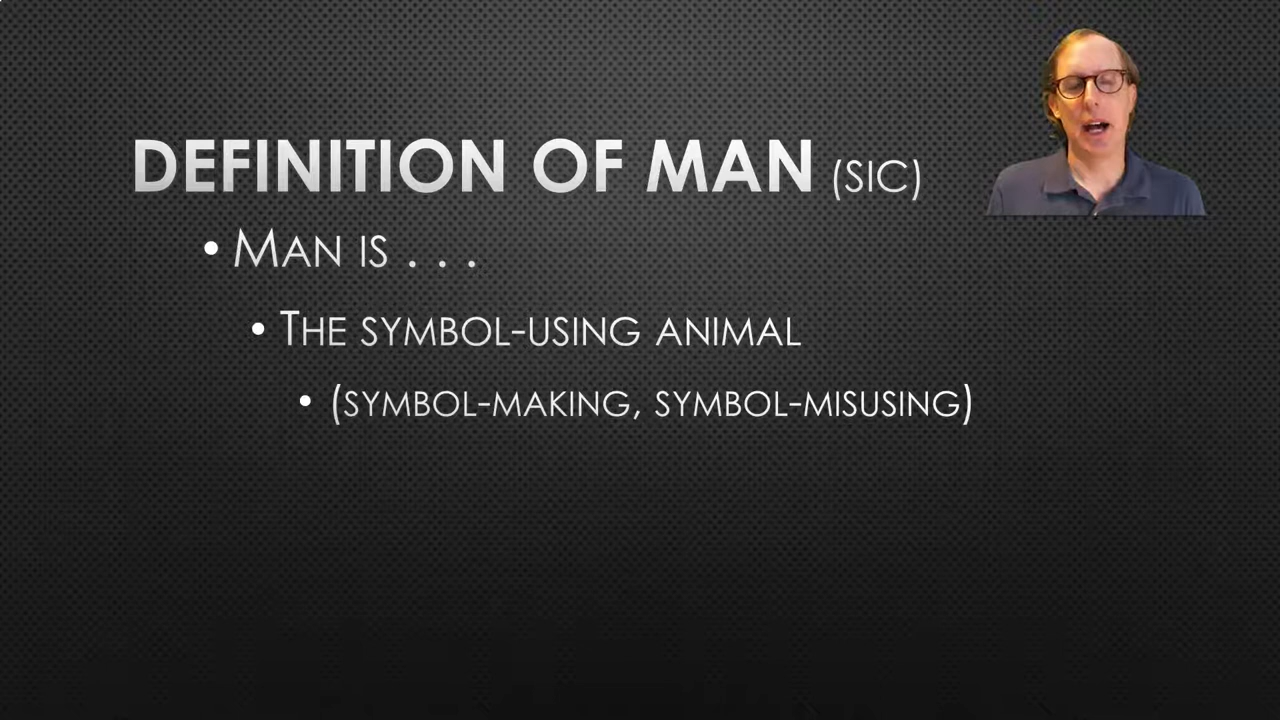 DEFINITION OF MAN (SIC)
• MAN IS . . .
• THE SYMBOL-USING ANIMAL
• (SYMBOL-MAKING, SYMBOL-MISUSING)